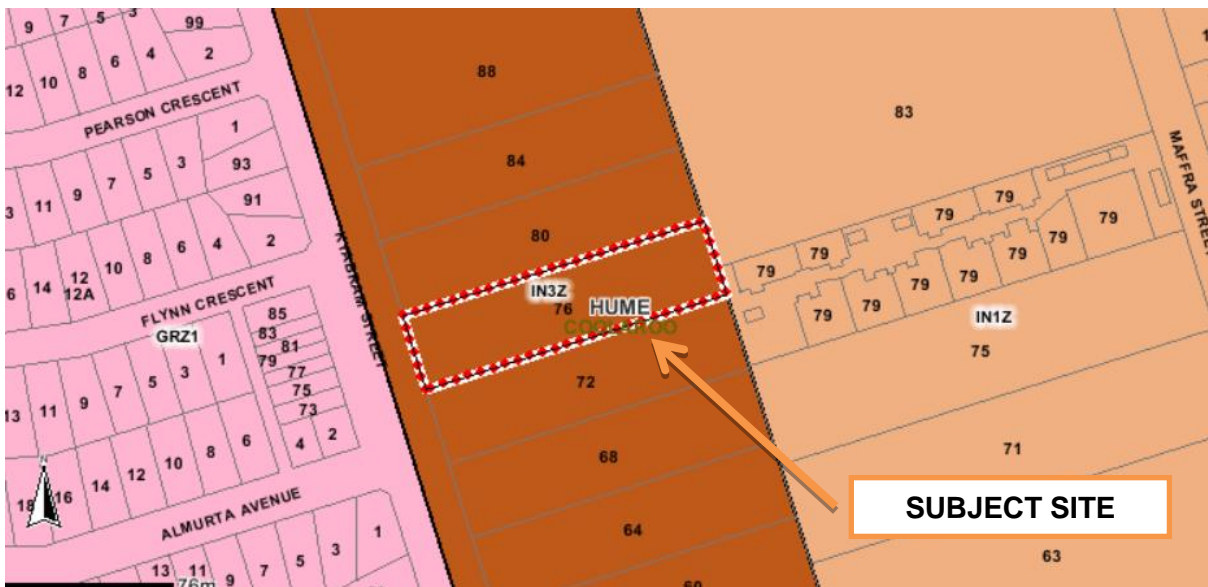 9 7 5 3 99
12 10 8 6 4 2
PEARSON CRESCENT
3 11 9 7 5 3 1
93
91
6 14 12 10 8 6 4 2
12A
FLYNN CRESCENT
GRZ1
85
83
81
79
77
75
73
13 11 9 7 5 3 1
4 2
18 16 14 12 10 8 6
N
ALMURTA AVENUE
13 11 9 7 5 3 1
76m
KYABRAM STREET
88
84
80
IN3Z
HUME
76
COOLAROO
72
68
64
60
83
MAFFRA STREET
1
79 79 79 79 79
79 79 79 79 79 79
IN1Z
75
71
63
SUBJECT SITE